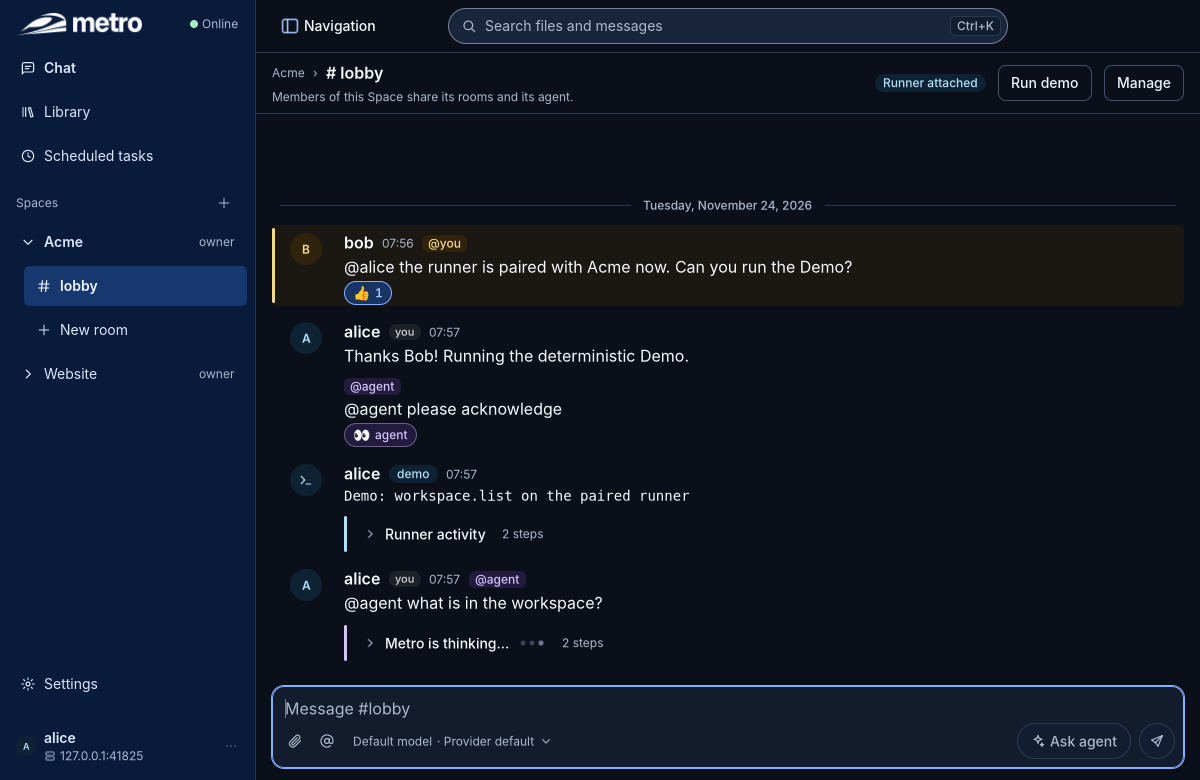 metro
Online
Chat
Library
Scheduled tasks
Spaces
Acme owner
# lobby
New room
Website owner
Settings
A alice
127.0.0.1:41825
Navigation
Search files and messages Ctrl+K
Acme › # lobby
Members of this Space share its rooms and its agent.
Runner attached
Run demo
Manage
Tuesday, November 24, 2026
B bob 07:56 @you
@alice the runner is paired with Acme now. Can you run the Demo?
👍 1
A alice you 07:57
Thanks Bob! Running the deterministic Demo.
@agent
@agent please acknowledge
👀 agent
alice demo 07:57
Demo: workspace.list on the paired runner
Runner activity 2 steps
A alice you 07:57 @agent
@agent what is in the workspace?
Metro is thinking... 2 steps
Message #lobby
Default model · Provider default
Ask agent